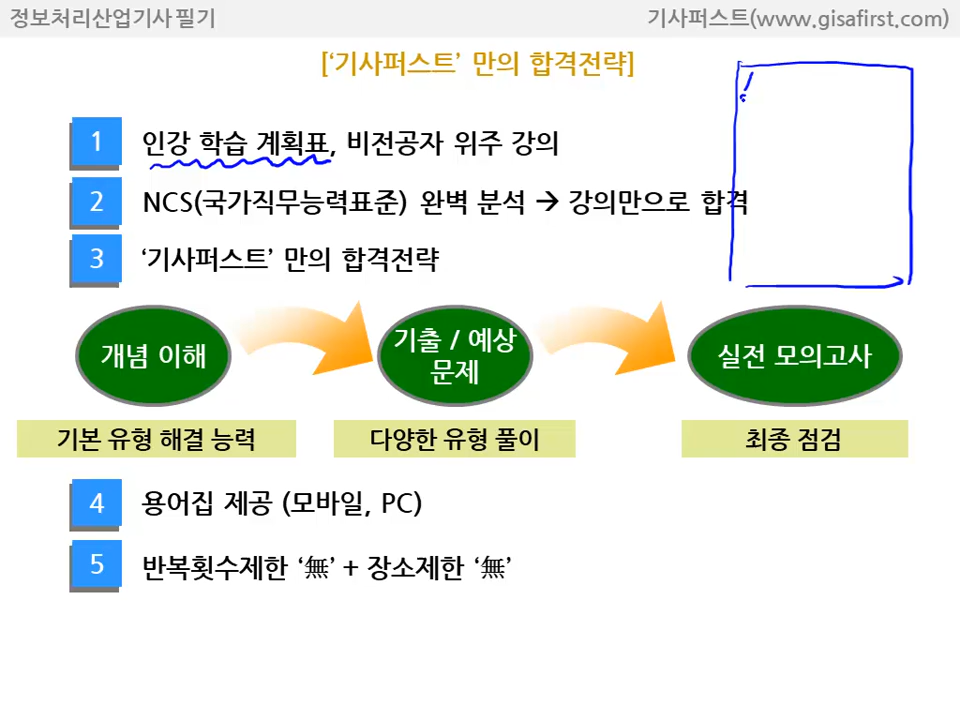 정보처리산업기사 필기
기사퍼스트(www.gisafirst.com)
[‘기사퍼스트’ 만의 합격전략]
1 인강 학습 계획표, 비전공자 위주 강의
2 NCS(국가직무능력표준) 완벽 분석 → 강의만으로 합격
3 ‘기사퍼스트’ 만의 합격전략
개념 이해
기출 / 예상
문제
실전 모의고사
기본 유형 해결 능력
다양한 유형 풀이
최종 점검
4 용어집 제공 (모바일, PC)
5 반복횟수제한 ‘無’ + 장소제한 ‘無’